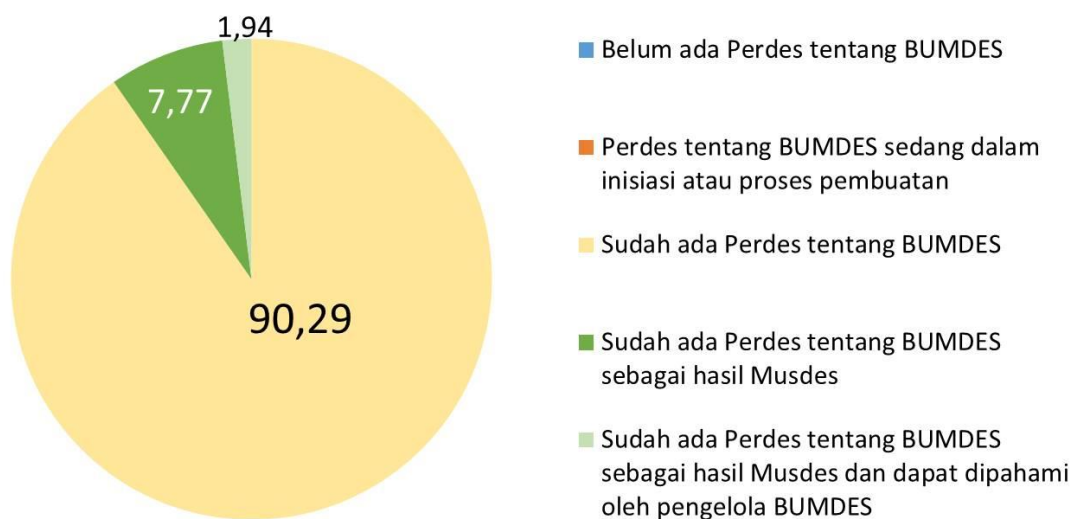 1,94
7,77
90,29
Belum ada Perdes tentang BUMDES
Perdes tentang BUMDES sedang dalam
inisiasi atau proses pembuatan
Sudah ada Perdes tentang BUMDES
Sudah ada Perdes tentang BUMDES
sebagai hasil Musdes
Sudah ada Perdes tentang BUMDES
sebagai hasil Musdes dan dapat dipahami
oleh pengelola BUMDES